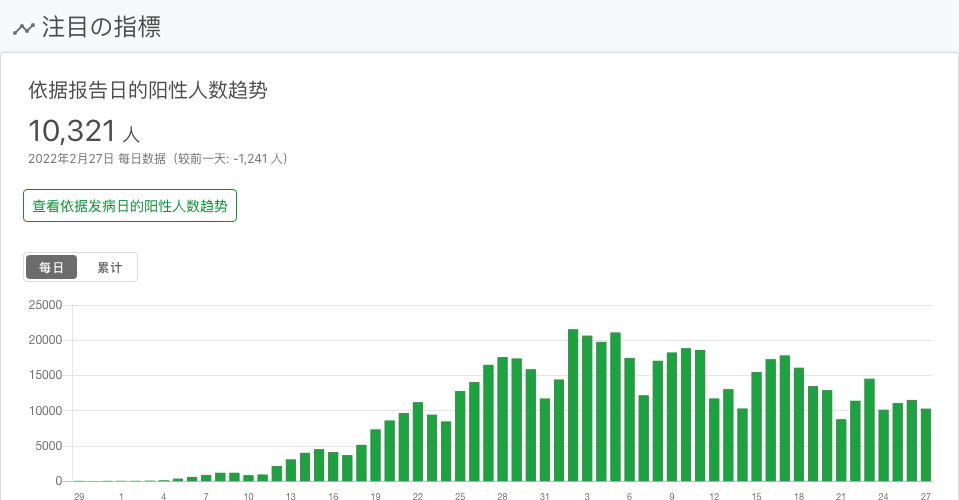 注目の指標
依据报告日的阳性人数趋势
10,321 人
2022年2月27日 每日数据（较前一天: -1,241 人）
查看依据发病日的阳性人数趋势
每日 累计
25000
20000
15000
10000
5000
0
29 1 4 7 10 13 16 19 22 25 28 31 3 6 9 12 15 18 21 24 27